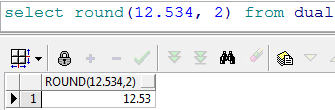 select round(12.534, 2) from dual
ROUND(12.534,2)
1 12.53